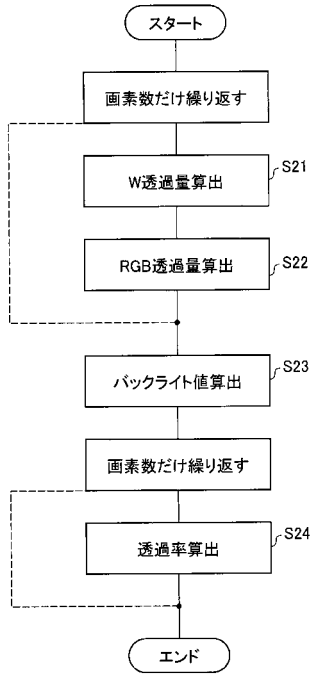 スタート
画素数だけ繰り返す
W透過量算出
S21
RGB透過量算出
S22
バックライト値算出
S23
画素数だけ繰り返す
透過率算出
S24
エンド